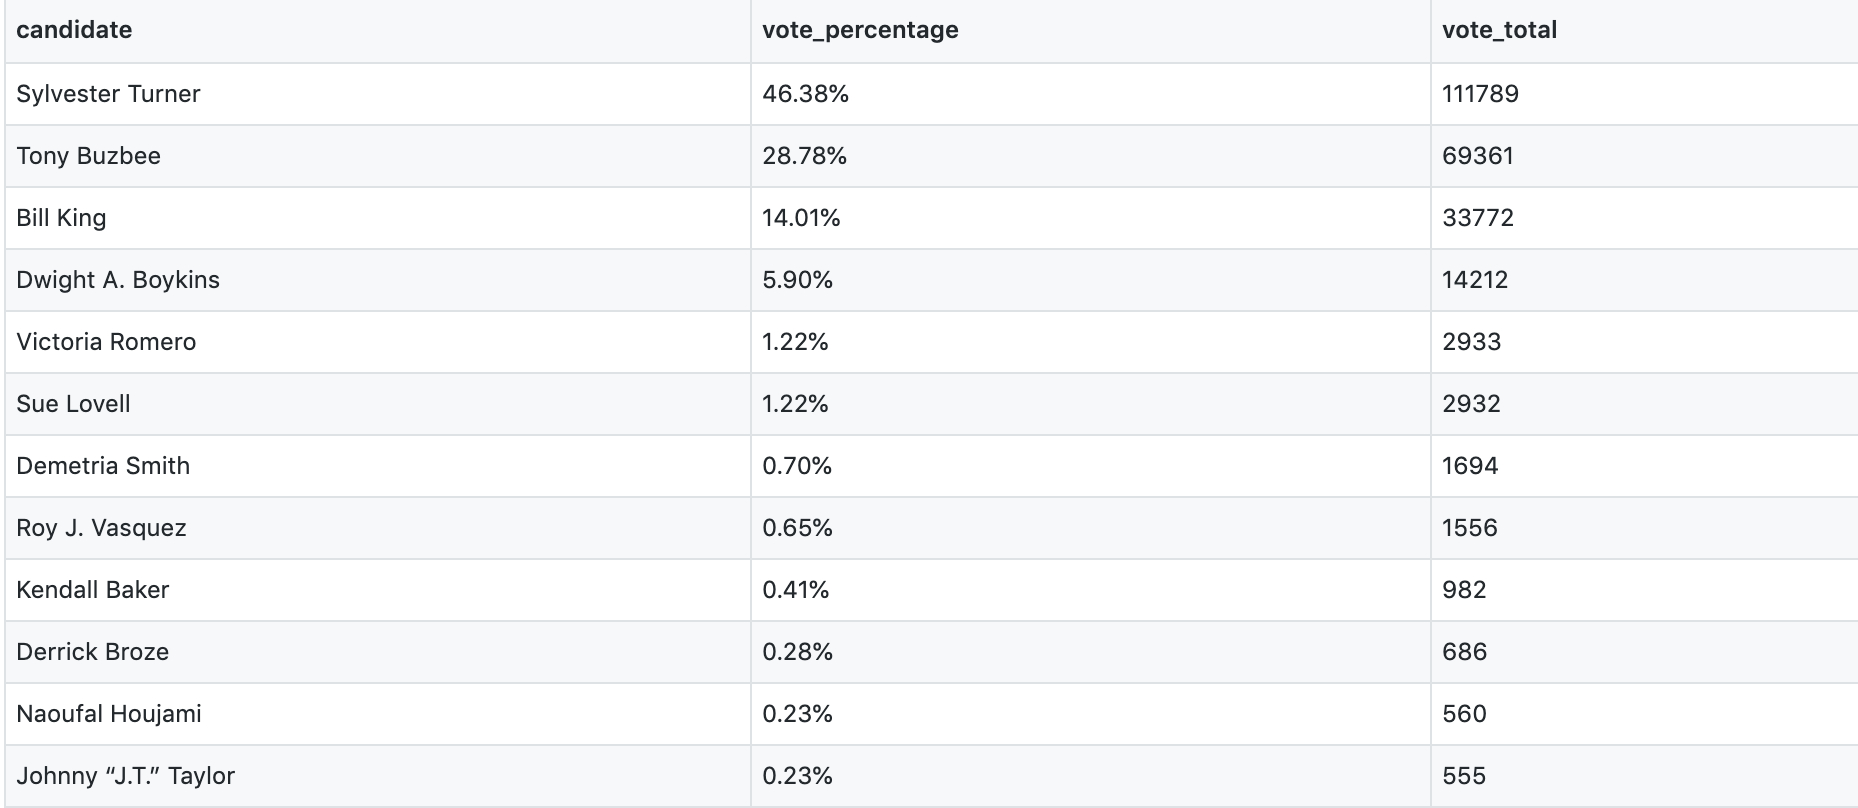 candidate vote_percentage vote_total
Sylvester Turner 46.38% 111789
Tony Buzbee 28.78% 69361
Bill King 14.01% 33772
Dwight A. Boykins 5.90% 14212
Victoria Romero 1.22% 2933
Sue Lovell 1.22% 2932
Demetria Smith 0.70% 1694
Roy J. Vasquez 0.65% 1556
Kendall Baker 0.41% 982
Derrick Broze 0.28% 686
Naoufal Houjami 0.23% 560
Johnny “J.T.” Taylor 0.23% 555